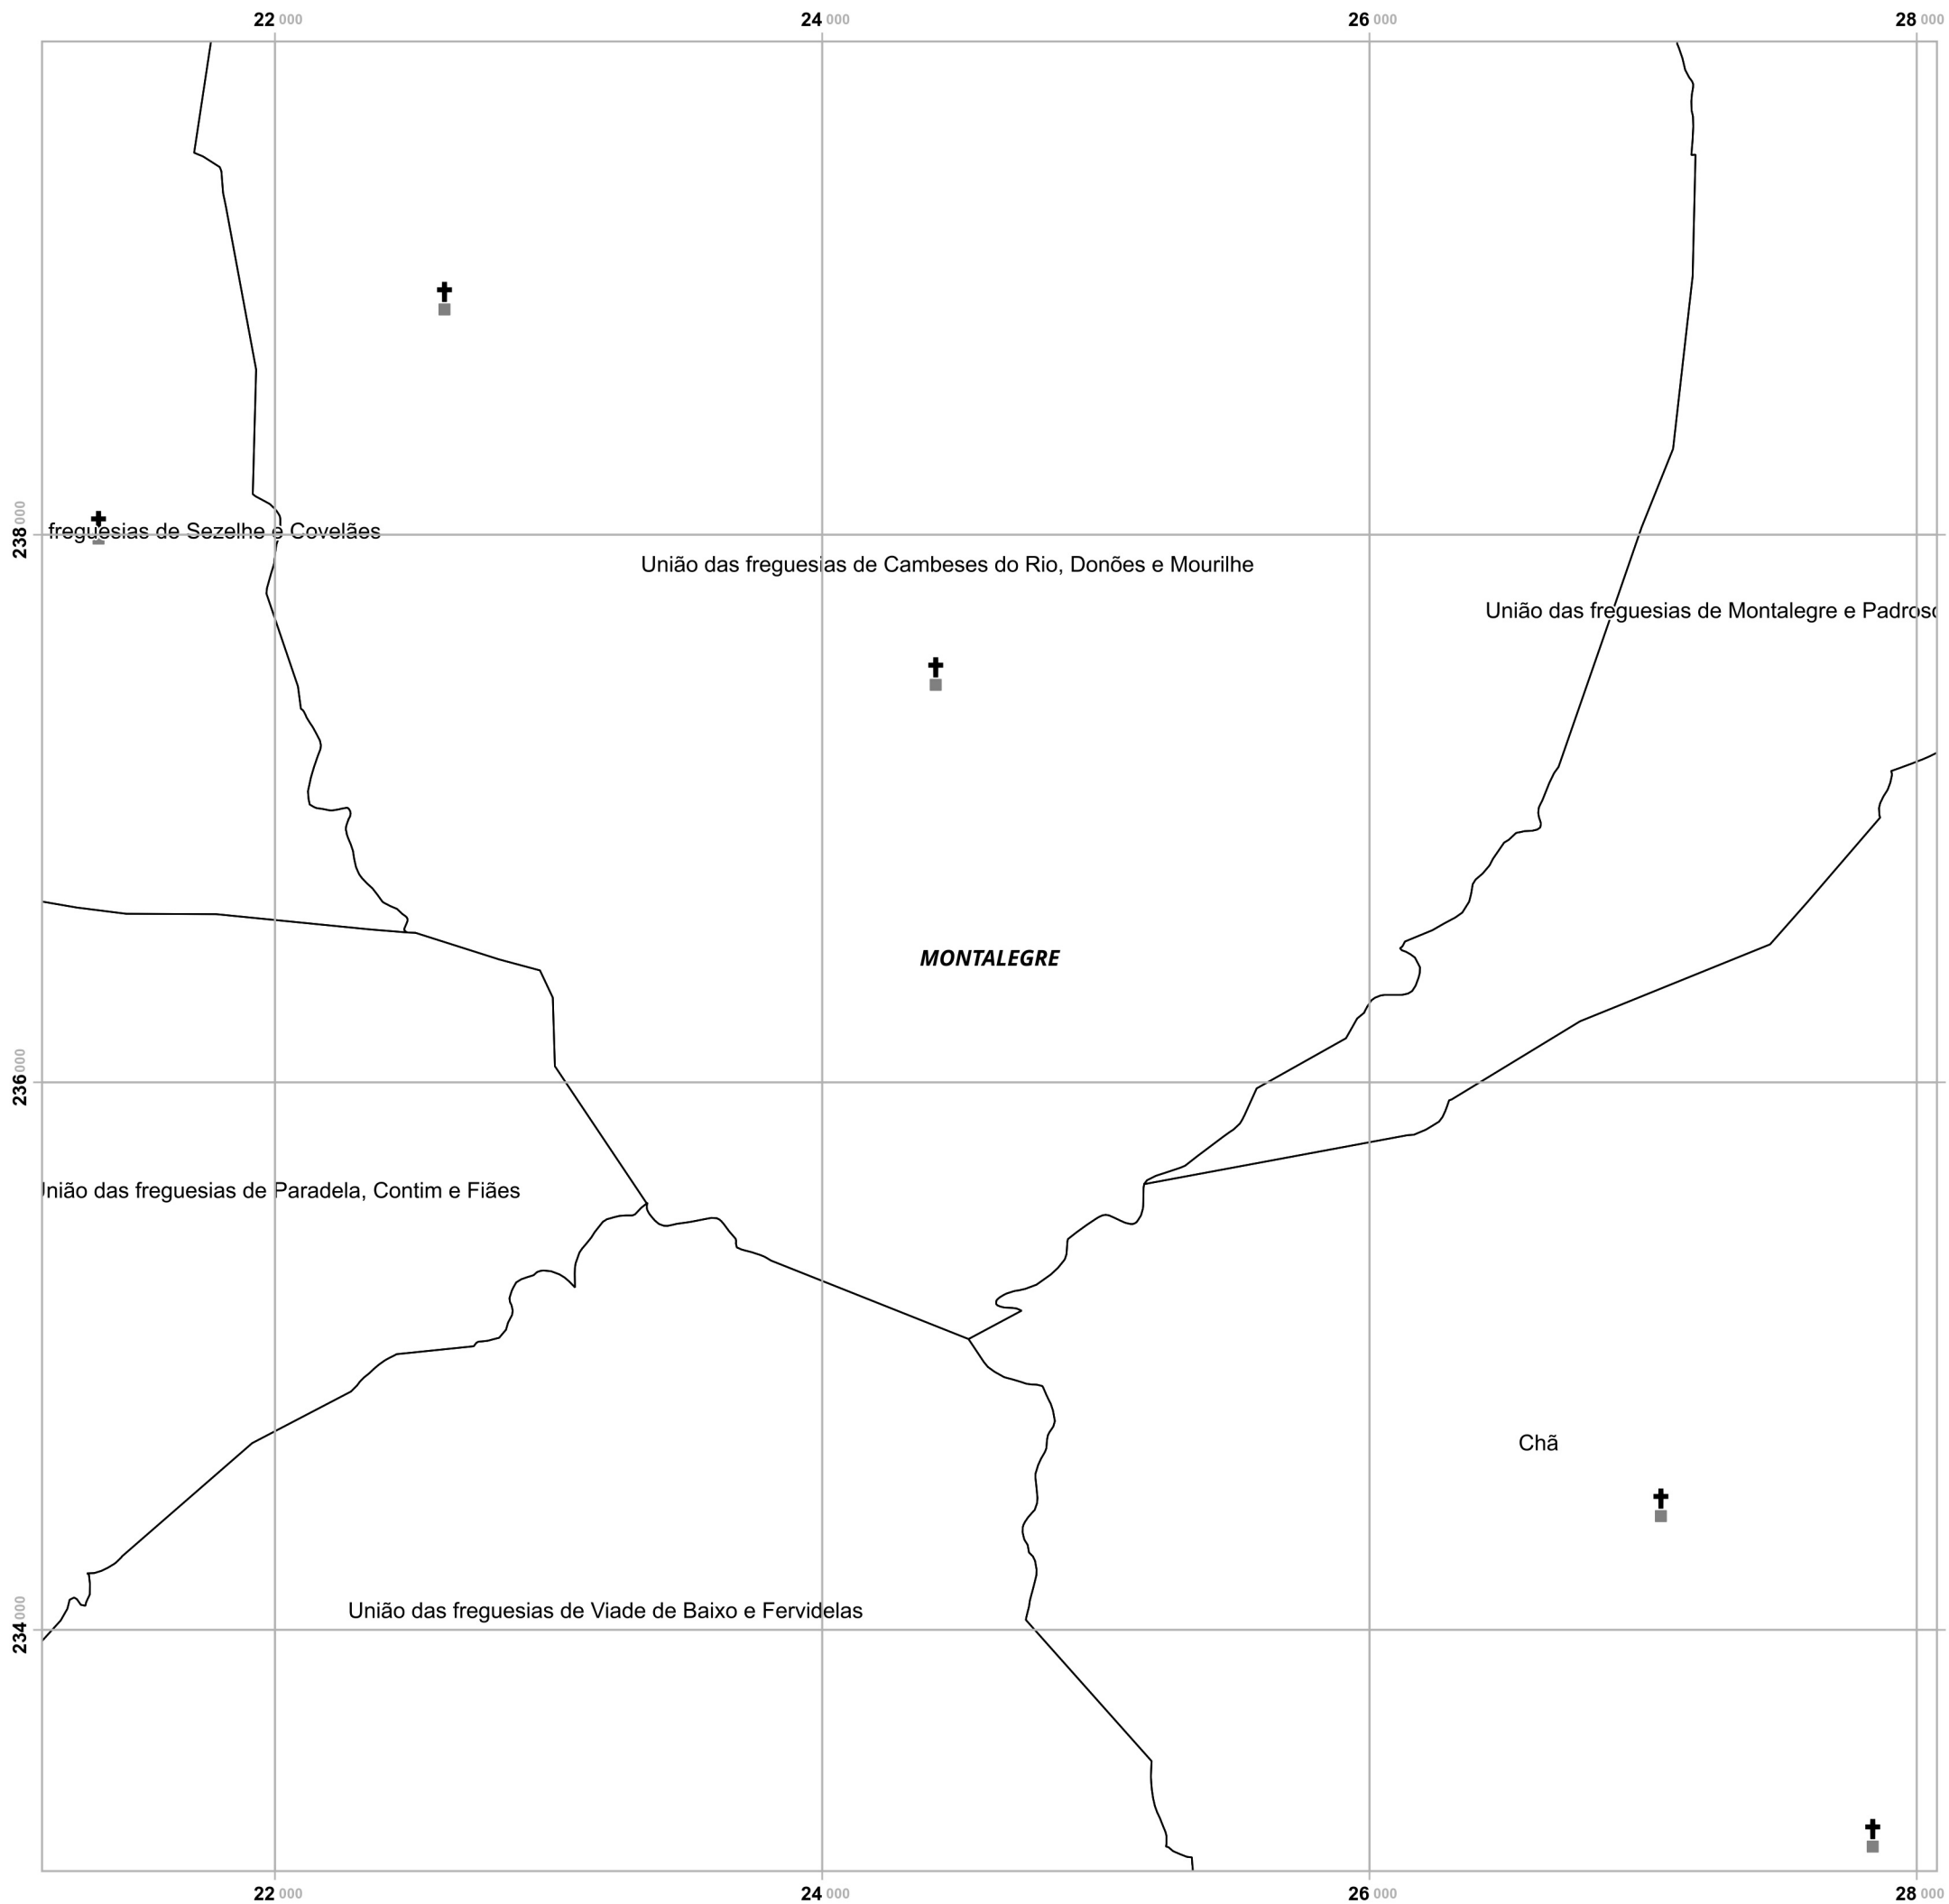 22 000 24 000 26 000 28 000
238 000
freguesias de Sezelhe e Covelães
União das freguesias de Cambeses do Rio, Donões e Mourilhe
União das freguesias de Montalegre e Padroso
MONTALEGRE
236 000
União das freguesias de Paradela, Contim e Fiães
Chã
234 000
União das freguesias de Viade de Baixo e Fervidelas
22 000 24 000 26 000 28 000